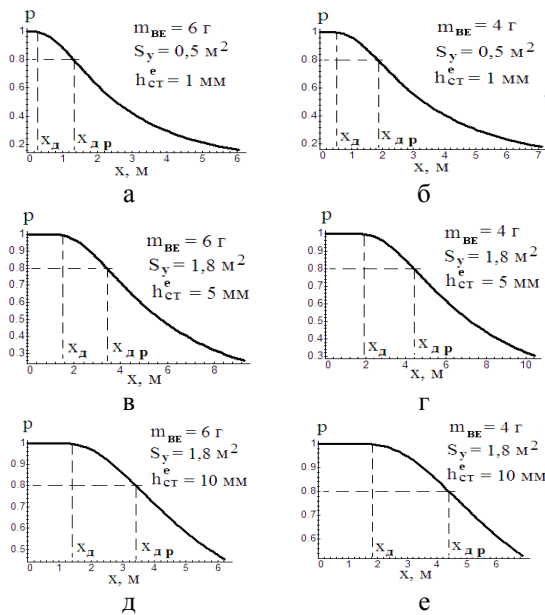 p
m_ВЕ = 6 г
S_у = 0,5 м²
h^e_ст = 1 мм
1
0.8
0.6
0.4
0.2
x_д x_д р
0 1 2 3 4 5 6
x, м
а
p
m_ВЕ = 4 г
S_у = 0,5 м²
h^e_ст = 1 мм
1
0.8
0.6
0.4
0.2
x_д x_д р
0 1 2 3 4 5 6 7
x, м
б
p
m_ВЕ = 6 г
S_у = 1,8 м²
h^e_ст = 5 мм
1
0.9
0.8
0.7
0.6
0.5
0.4
0.3
x_д x_д р
0 2 4 6 8
x, м
в
p
m_ВЕ = 4 г
S_у = 1,8 м²
h^e_ст = 5 мм
1
0.9
0.8
0.7
0.6
0.5
0.4
0.3
x_д x_д р
0 2 4 6 8 10
x, м
г
p
m_ВЕ = 6 г
S_у = 1,8 м²
h^e_ст = 10 мм
1
0.9
0.8
0.7
0.6
0.5
x_д x_д р
0 1 2 3 4 5 6
x, м
д
p
m_ВЕ = 4 г
S_у = 1,8 м²
h^e_ст = 10 мм
1
0.9
0.8
0.7
0.6
x_д x_д р
0 1 2 3 4 5 6
x, м
е